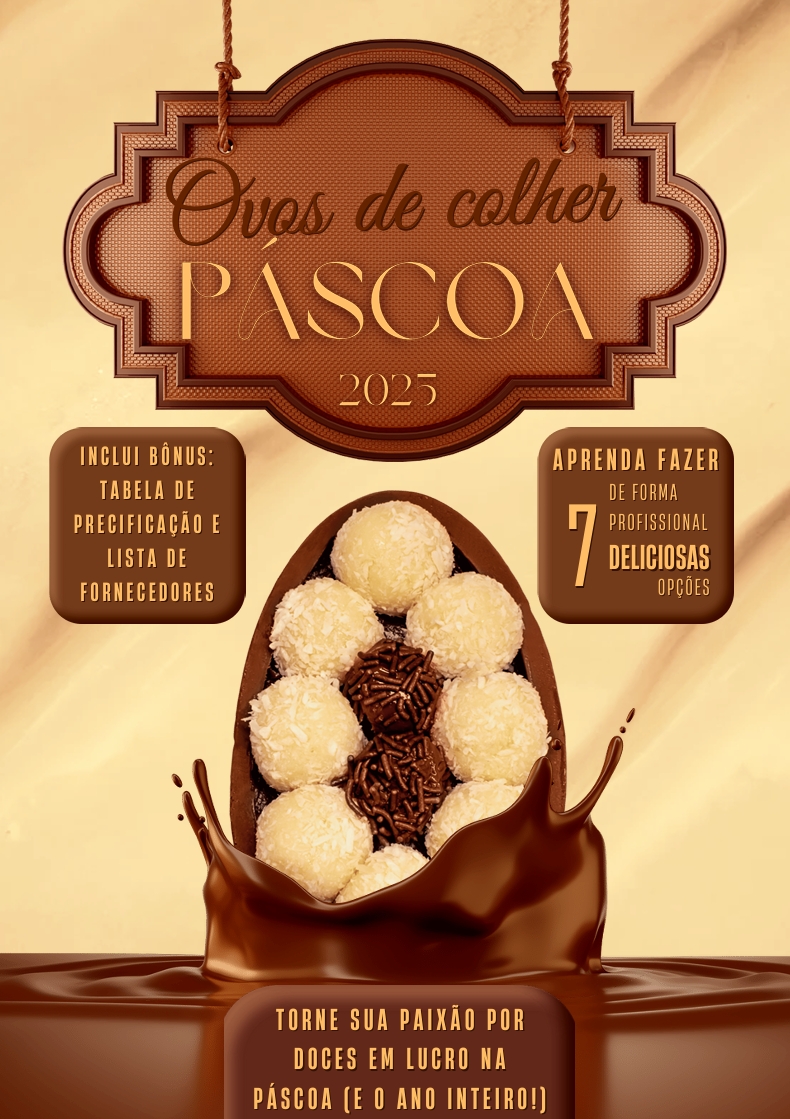 Ovos de colher
PÁSCOA
2025
INCLUI BÔNUS:
TABELA DE
PRECIFICAÇÃO E
LISTA DE
FORNECEDORES
APRENDA FAZER
7
DE FORMA
PROFISSIONAL
DELICIOSAS
OPÇÕES
TORNE SUA PAIXÃO POR
DOCES EM LUCRO NA
PÁSCOA (E O ANO INTEIRO!)